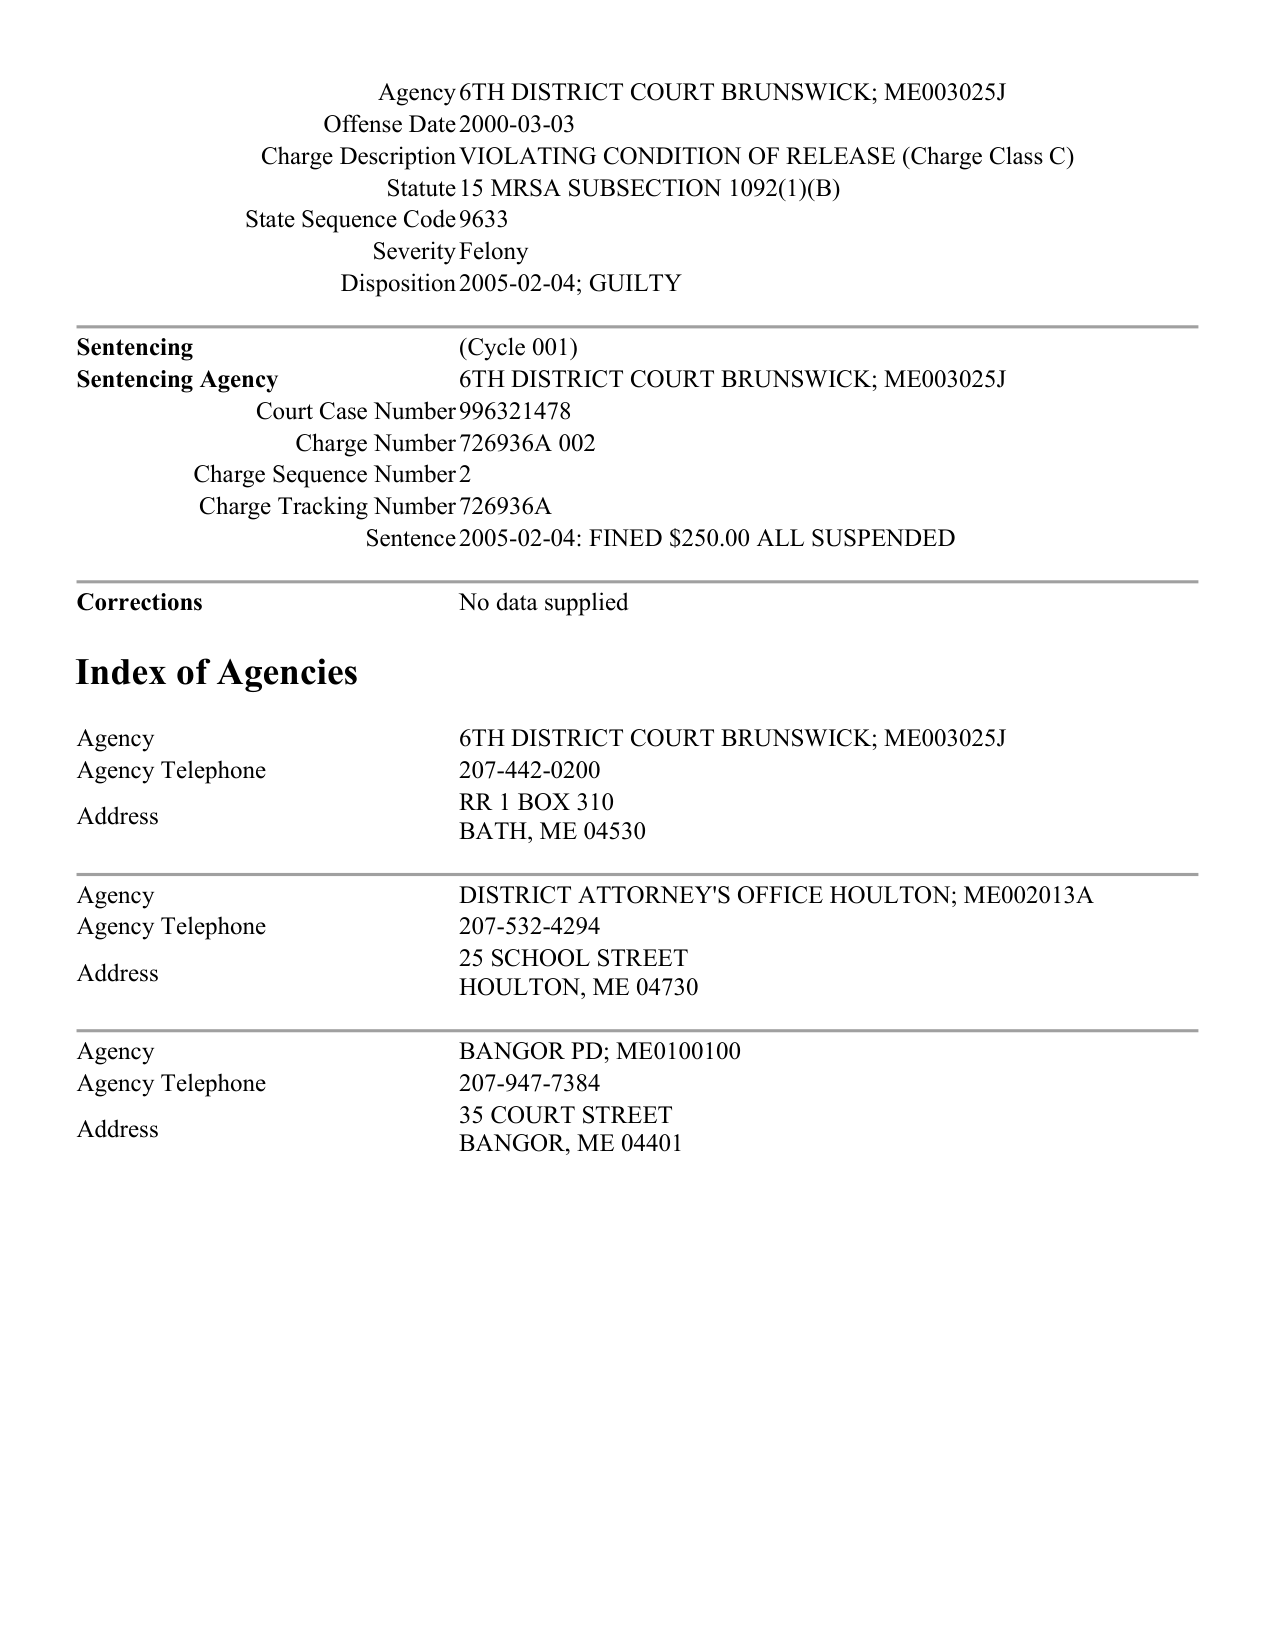 Agency 6TH DISTRICT COURT BRUNSWICK; ME003025J
Offense Date 2000-03-03
Charge Description VIOLATING CONDITION OF RELEASE (Charge Class C)
Statute 15 MRSA SUBSECTION 1092(1)(B)
State Sequence Code 9633
Severity Felony
Disposition 2005-02-04; GUILTY
Sentencing (Cycle 001)
Sentencing Agency 6TH DISTRICT COURT BRUNSWICK; ME003025J
Court Case Number 996321478
Charge Number 726936A 002
Charge Sequence Number 2
Charge Tracking Number 726936A
Sentence 2005-02-04: FINED $250.00 ALL SUSPENDED
Corrections No data supplied
Index of Agencies
Agency 6TH DISTRICT COURT BRUNSWICK; ME003025J
Agency Telephone 207-442-0200
Address RR 1 BOX 310
BATH, ME 04530
Agency DISTRICT ATTORNEY'S OFFICE HOULTON; ME002013A
Agency Telephone 207-532-4294
Address 25 SCHOOL STREET
HOULTON, ME 04730
Agency BANGOR PD; ME0100100
Agency Telephone 207-947-7384
Address 35 COURT STREET
BANGOR, ME 04401